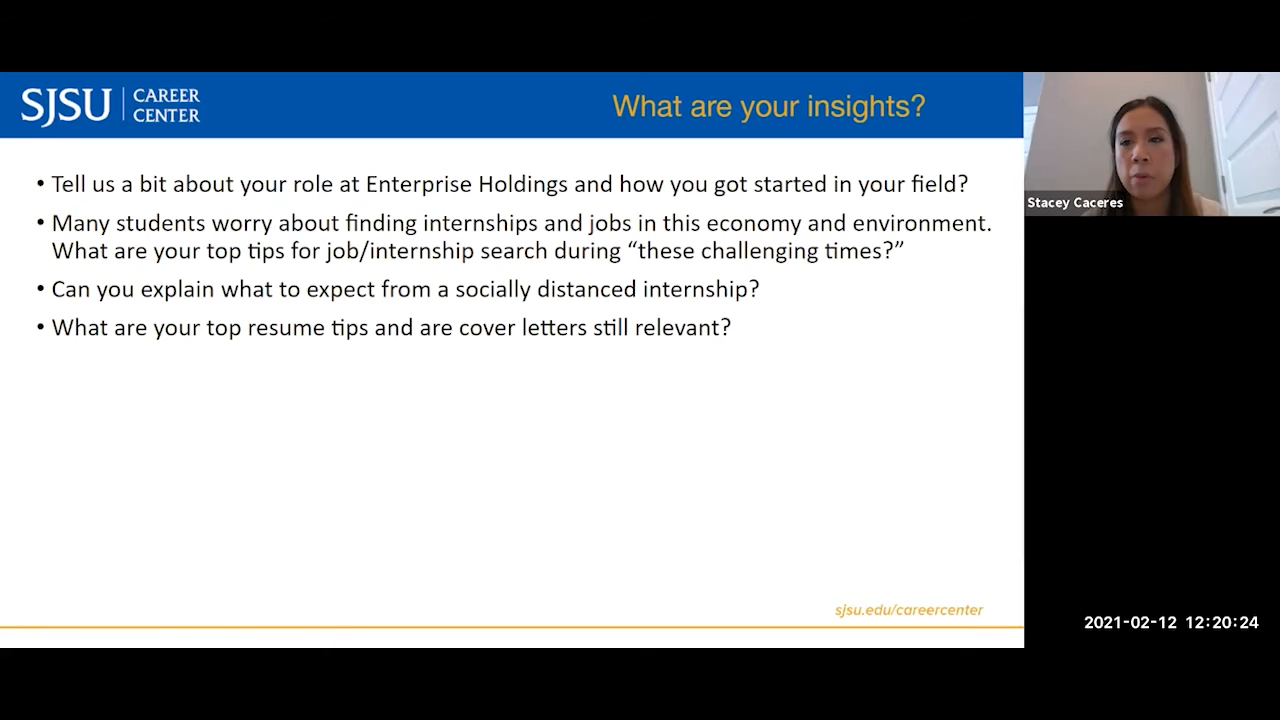 SJSU
CAREER
CENTER
What are your insights?
• Tell us a bit about your role at Enterprise Holdings and how you got started in your field?
• Many students worry about finding internships and jobs in this economy and environment.
What are your top tips for job/internship search during “these challenging times?”
• Can you explain what to expect from a socially distanced internship?
• What are your top resume tips and are cover letters still relevant?
sjsu.edu/careercenter
Stacey Caceres
2021-02-12 12:20:24